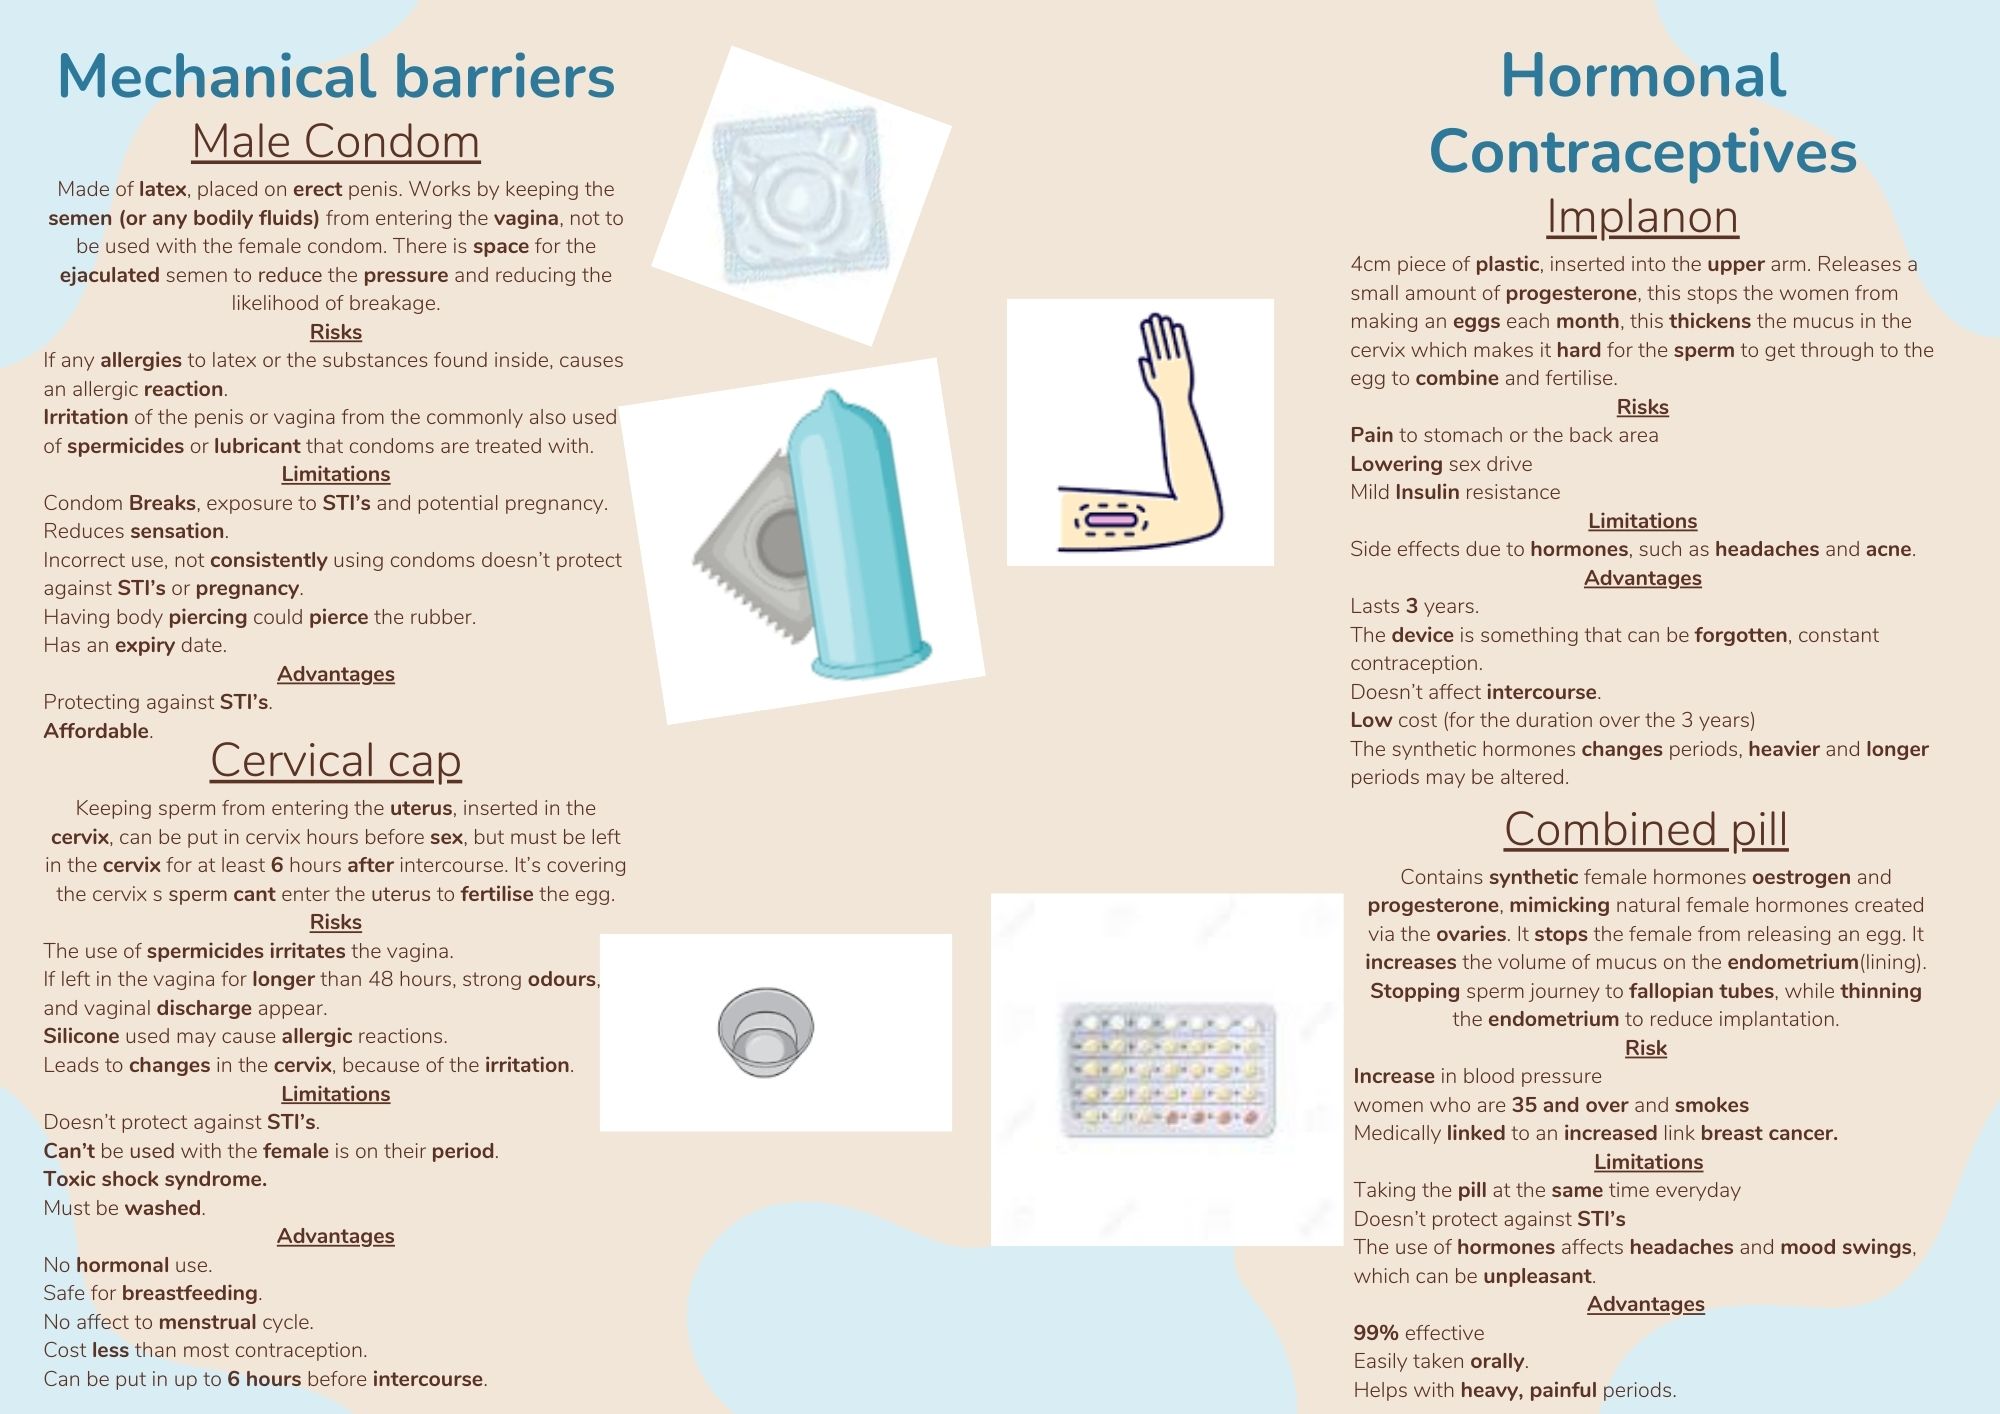 Mechanical barriers
Male Condom
Made of latex, placed on erect penis. Works by keeping the
semen (or any bodily fluids) from entering the vagina, not to
be used with the female condom. There is space for the
ejaculated semen to reduce the pressure and reducing the
likelihood of breakage.
Risks
If any allergies to latex or the substances found inside, causes
an allergic reaction.
Irritation of the penis or vagina from the commonly also used
of spermicides or lubricant that condoms are treated with.
Limitations
Condom Breaks, exposure to STI's and potential pregnancy.
Reduces sensation.
Incorrect use, not consistently using condoms doesn't protect
against STI's or pregnancy.
Having body piercing could pierce the rubber.
Has an expiry date.
Advantages
Protecting against STI's.
Affordable.
Cervical cap
Keeping sperm from entering the uterus, inserted in the
cervix, can be put in cervix hours before sex, but must be left
in the cervix for at least 6 hours after intercourse. It's covering
the cervix s sperm cant enter the uterus to fertilise the egg.
Risks
The use of spermicides irritates the vagina.
If left in the vagina for longer than 48 hours, strong odours,
and vaginal discharge appear.
Silicone used may cause allergic reactions.
Leads to changes in the cervix, because of the irritation.
Limitations
Doesn't protect against STI's.
Can't be used with the female is on their period.
Toxic shock syndrome.
Must be washed.
Advantages
No hormonal use.
Safe for breastfeeding.
No affect to menstrual cycle.
Cost less than most contraception.
Can be put in up to 6 hours before intercourse.
Hormonal
Contraceptives
Implanon
4cm piece of plastic, inserted into the upper arm. Releases a
small amount of progesterone, this stops the women from
making an eggs each month, this thickens the mucus in the
cervix which makes it hard for the sperm to get through to the
egg to combine and fertilise.
Risks
Pain to stomach or the back area
Lowering sex drive
Mild Insulin resistance
Limitations
Side effects due to hormones, such as headaches and acne.
Advantages
Lasts 3 years.
The device is something that can be forgotten, constant
contraception.
Doesn't affect intercourse.
Low cost (for the duration over the 3 years)
The synthetic hormones changes periods, heavier and longer
periods may be altered.
Combined pill
Contains synthetic female hormones oestrogen and
progesterone, mimicking natural female hormones created
via the ovaries. It stops the female from releasing an egg. It
increases the volume of mucus on the endometrium(lining).
Stopping sperm journey to fallopian tubes, while thinning
the endometrium to reduce implantation.
Risk
Increase in blood pressure
women who are 35 and over and smokes
Medically linked to an increased link breast cancer.
Limitations
Taking the pill at the same time everyday
Doesn't protect against STI's
The use of hormones affects headaches and mood swings,
which can be unpleasant.
Advantages
99% effective
Easily taken orally.
Helps with heavy, painful periods.